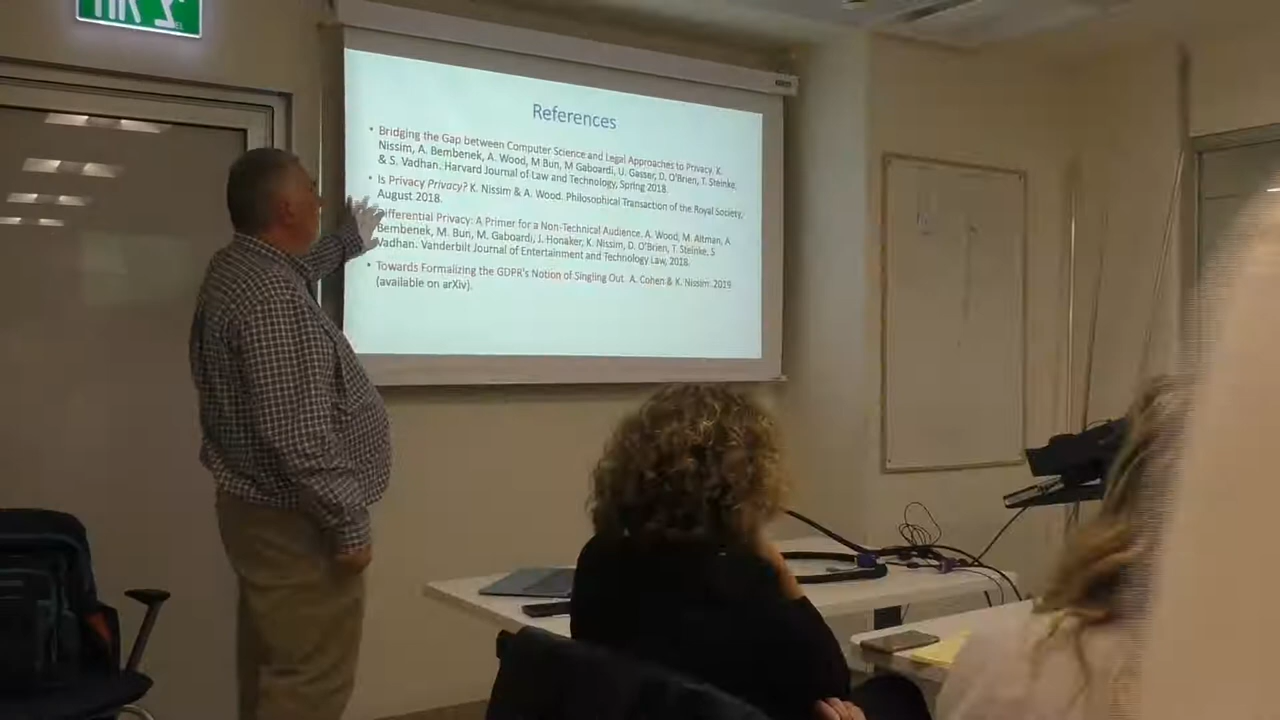 References
• Bridging the Gap between Computer Science and Legal Approaches to Privacy. K.
Nissim, A. Bembenek, A. Wood, M Bun, M Gaboardi, U. Gasser, D. O'Brien, T. Steinke,
& S. Vadhan. Harvard Journal of Law and Technology, Spring 2018.
• Is Privacy Privacy? K. Nissim & A. Wood. Philosophical Transaction of the Royal Society,
August 2018.
Differential Privacy: A Primer for a Non-Technical Audience. A. Wood, M. Altman, A
Bembenek, M. Bun, M. Gaboardi, J. Honaker, K. Nissim, D. O'Brien, T. Steinke, S
Vadhan. Vanderbilt Journal of Entertainment and Technology Law, 2018.
• Towards Formalizing the GDPR's Notion of Singling Out. A. Cohen & K. Nissim. 2019
(available on arXiv).